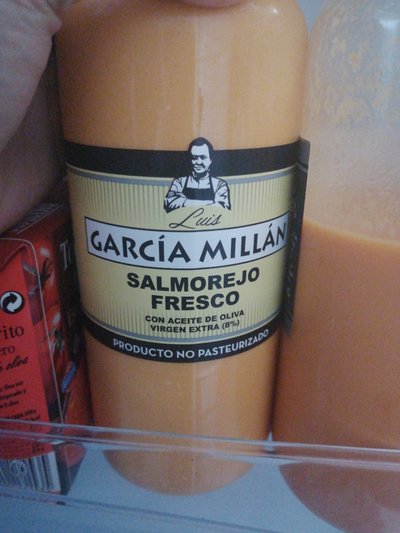 Luis
GARCÍA MILLÁN
SALMOREJO
FRESCO
CON ACEITE DE OLIVA
VIRGEN EXTRA (8%)
PRODUCTO NO PASTEURIZADO